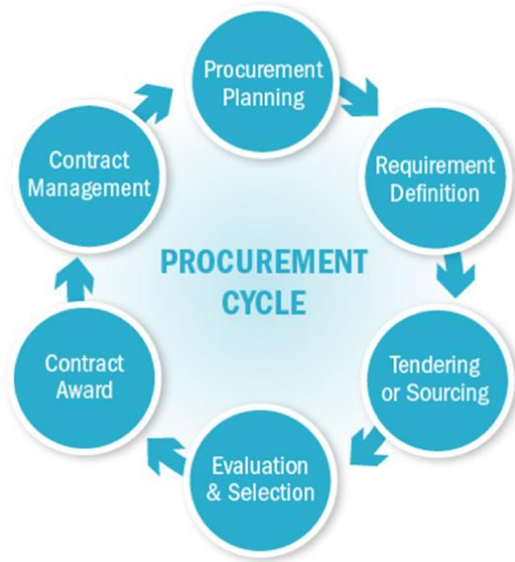 Procurement
Planning
Requirement
Definition
Tendering
or Sourcing
Evaluation
& Selection
Contract
Award
Contract
Management
PROCUREMENT
CYCLE